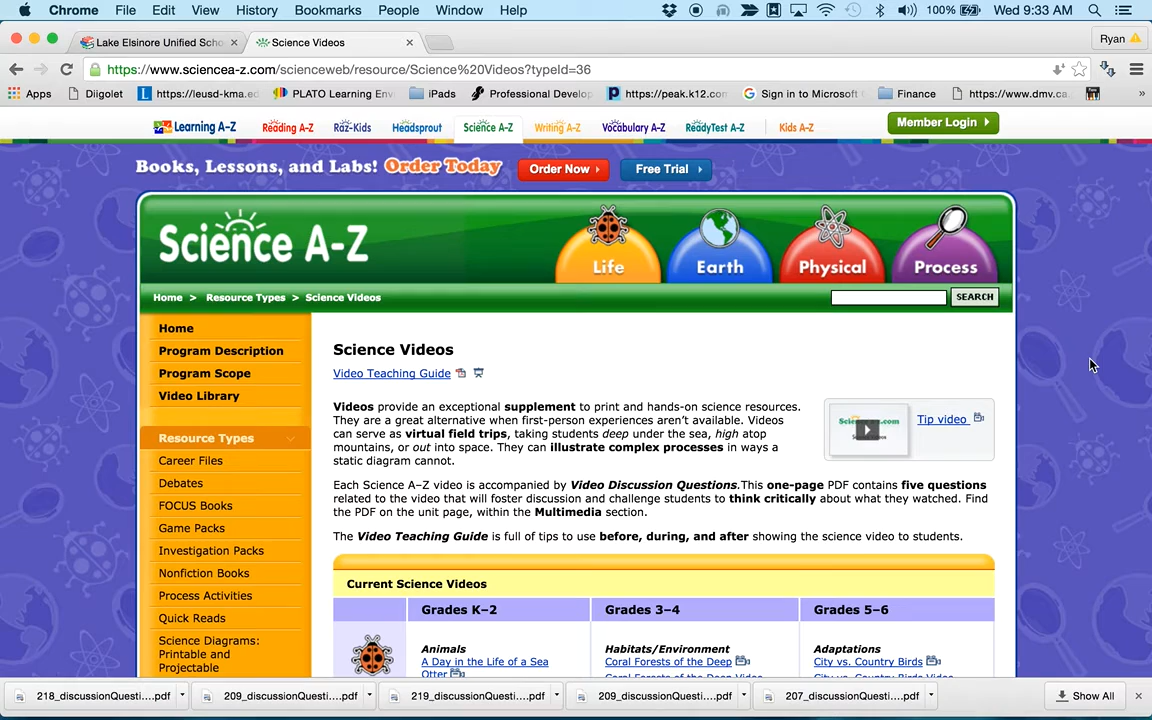 Chrome File Edit View History Bookmarks People Window Help 100% Wed 9:33 AM
Lake Elsinore Unified Scho × Science Videos × Ryan
https://www.sciencea-z.com/scienceweb/resource/Science%20Videos?typeId=36
Apps Diigolet https://leusd-kma.ed PLATO Learning Env iPads Professional Develop https://peak.k12.com Sign in to Microsoft Finance https://www.dmv.ca. »
Learning A-Z Reading A-Z Raz-Kids Headsprout Science A-Z Writing A-Z Vocabulary A-Z ReadyTest A-Z Kids A-Z Member Login
Books, Lessons, and Labs! Order Today Order Now Free Trial
Science A-Z Life Earth Physical Process
Home > Resource Types > Science Videos SEARCH
Home
Program Description
Program Scope
Video Library
Resource Types
Career Files
Debates
FOCUS Books
Game Packs
Investigation Packs
Nonfiction Books
Process Activities
Quick Reads
Science Diagrams:
Printable and
Projectable
Science Videos
Video Teaching Guide
Videos provide an exceptional supplement to print and hands-on science resources.
They are a great alternative when first-person experiences aren't available. Videos
can serve as virtual field trips, taking students deep under the sea, high atop
mountains, or out into space. They can illustrate complex processes in ways a
static diagram cannot.
Tip video
Each Science A–Z video is accompanied by Video Discussion Questions.This one-page PDF contains five questions
related to the video that will foster discussion and challenge students to think critically about what they watched. Find
the PDF on the unit page, within the Multimedia section.
The Video Teaching Guide is full of tips to use before, during, and after showing the science video to students.
Current Science Videos
Grades K–2 Grades 3–4 Grades 5–6
Animals Habitats/Environment Adaptations
A Day in the Life of a Sea Coral Forests of the Deep City vs. Country Birds
Otter Coral Forests of the Deep Video City vs. Country Birds Video
218_discussionQuesti....pdf 209_discussionQuesti....pdf 219_discussionQuesti....pdf 209_discussionQuesti....pdf 207_discussionQuesti....pdf Show All ×